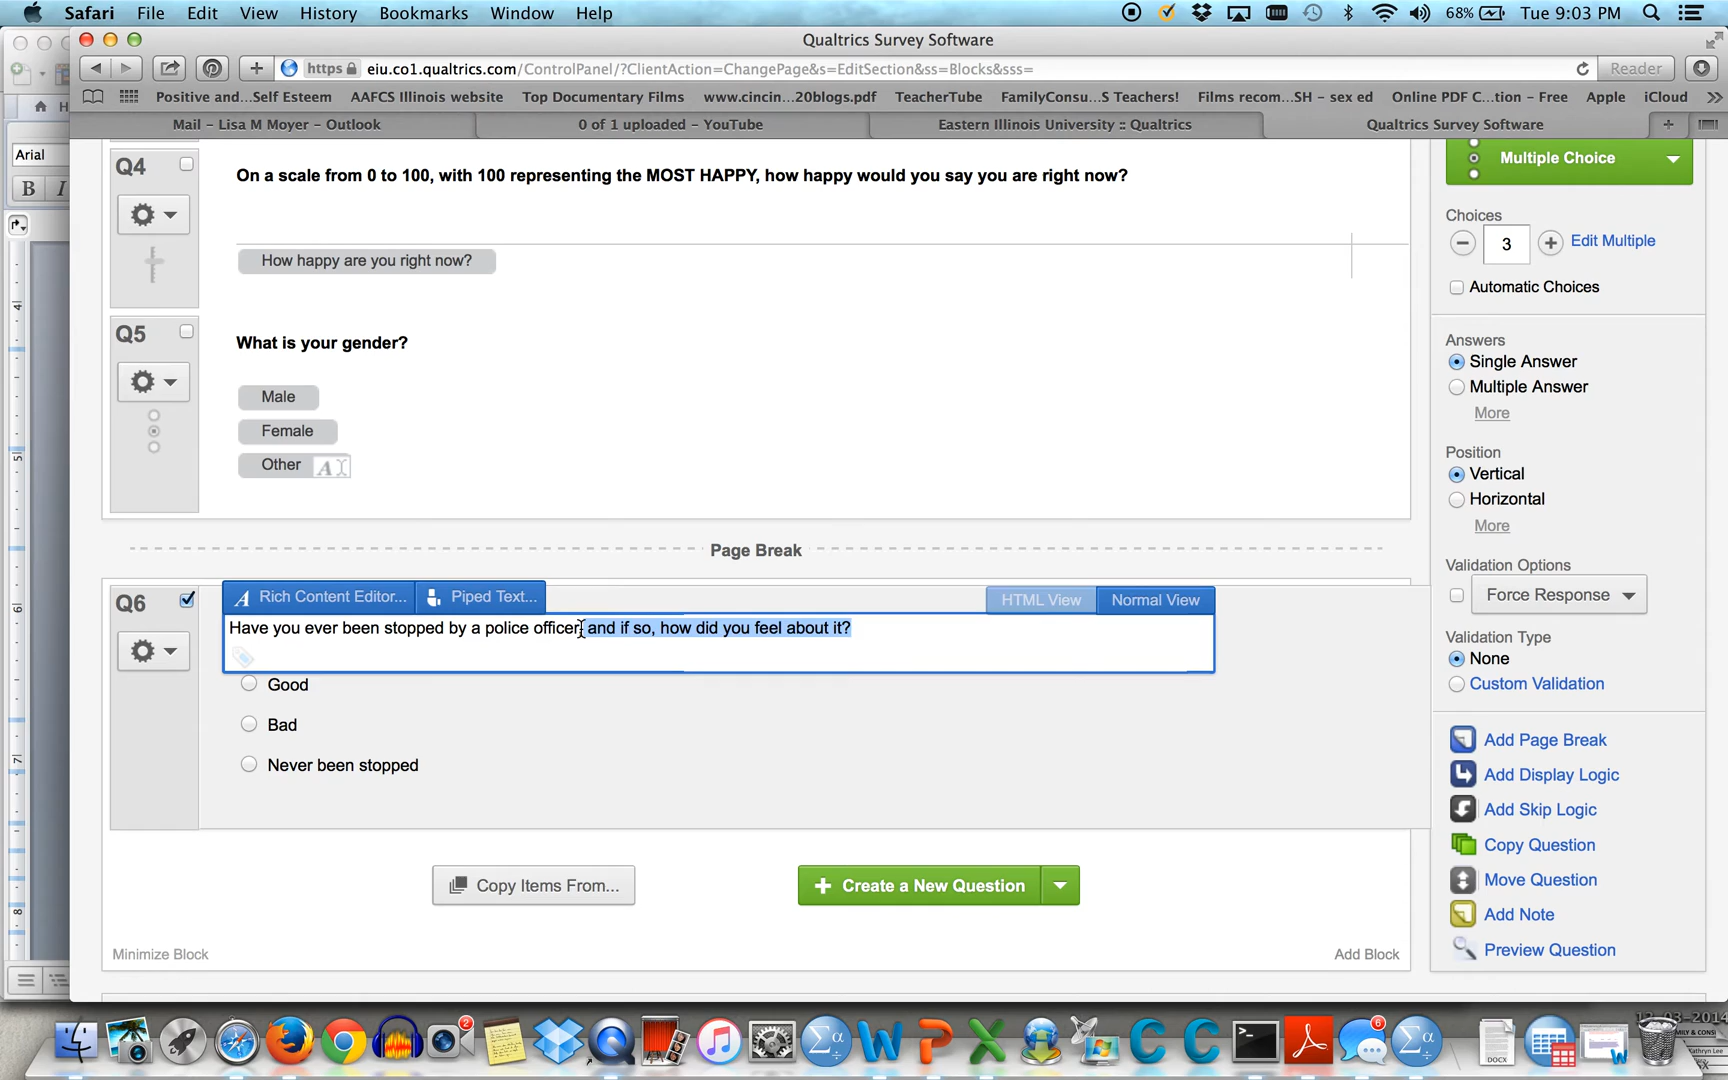 Safari File Edit View History Bookmarks Window Help 68% Tue 9:03 PM
Qualtrics Survey Software
https eiu.co1.qualtrics.com/ControlPanel/?ClientAction=ChangePage&s=EditSection&ss=Blocks&sss= Reader
Positive and...Self Esteem AAFCS Illinois website Top Documentary Films www.cincin...20blogs.pdf TeacherTube FamilyConsu...S Teachers! Films recom...SH - sex ed Online PDF C...tion - Free Apple iCloud
Mail – Lisa M Moyer – Outlook 0 of 1 uploaded – YouTube Eastern Illinois University :: Qualtrics Qualtrics Survey Software
Arial
B I
Q4
On a scale from 0 to 100, with 100 representing the MOST HAPPY, how happy would you say you are right now?
How happy are you right now?
Q5
What is your gender?
Male
Female
Other
Page Break
Q6
Rich Content Editor... Piped Text... HTML View Normal View
Have you ever been stopped by a police officer, and if so, how did you feel about it?
Good
Bad
Never been stopped
Copy Items From... Create a New Question
Minimize Block Add Block
Multiple Choice
Choices
3 Edit Multiple
Automatic Choices
Answers
Single Answer
Multiple Answer
More
Position
Vertical
Horizontal
More
Validation Options
Force Response
Validation Type
None
Custom Validation
Add Page Break
Add Display Logic
Add Skip Logic
Copy Question
Move Question
Add Note
Preview Question
2
6
DOCX